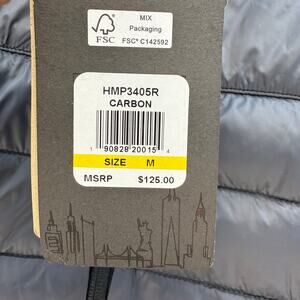 MIX
Packaging
FSC
FSC® C142592
HMP3405R
CARBON
1 90828 20015 4
SIZE M
MSRP $125.00